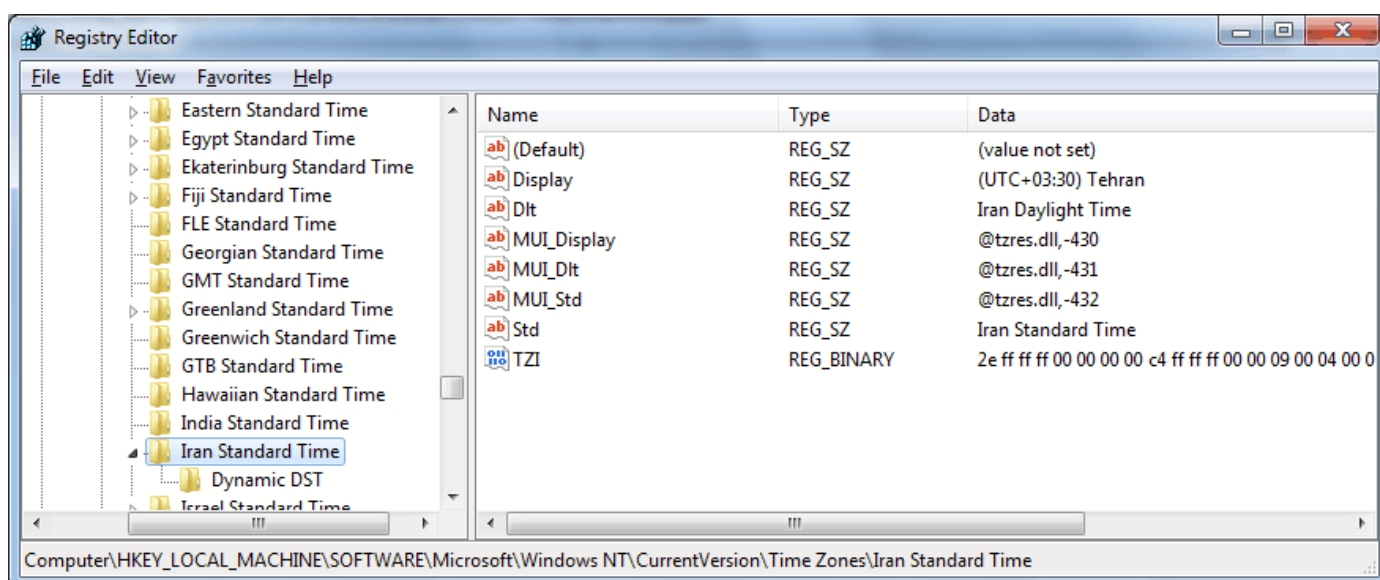 Registry Editor
File Edit View Favorites Help
Eastern Standard Time
Egypt Standard Time
Ekaterinburg Standard Time
Fiji Standard Time
FLE Standard Time
Georgian Standard Time
GMT Standard Time
Greenland Standard Time
Greenwich Standard Time
GTB Standard Time
Hawaiian Standard Time
India Standard Time
Iran Standard Time
Dynamic DST
Israel Standard Time
Name Type Data
(Default) REG_SZ (value not set)
Display REG_SZ (UTC+03:30) Tehran
Dlt REG_SZ Iran Daylight Time
MUI_Display REG_SZ @tzres.dll,-430
MUI_Dlt REG_SZ @tzres.dll,-431
MUI_Std REG_SZ @tzres.dll,-432
Std REG_SZ Iran Standard Time
TZI REG_BINARY 2e ff ff ff 00 00 00 00 c4 ff ff ff 00 00 09 00 04 00 0
Computer\HKEY_LOCAL_MACHINE\SOFTWARE\Microsoft\Windows NT\CurrentVersion\Time Zones\Iran Standard Time